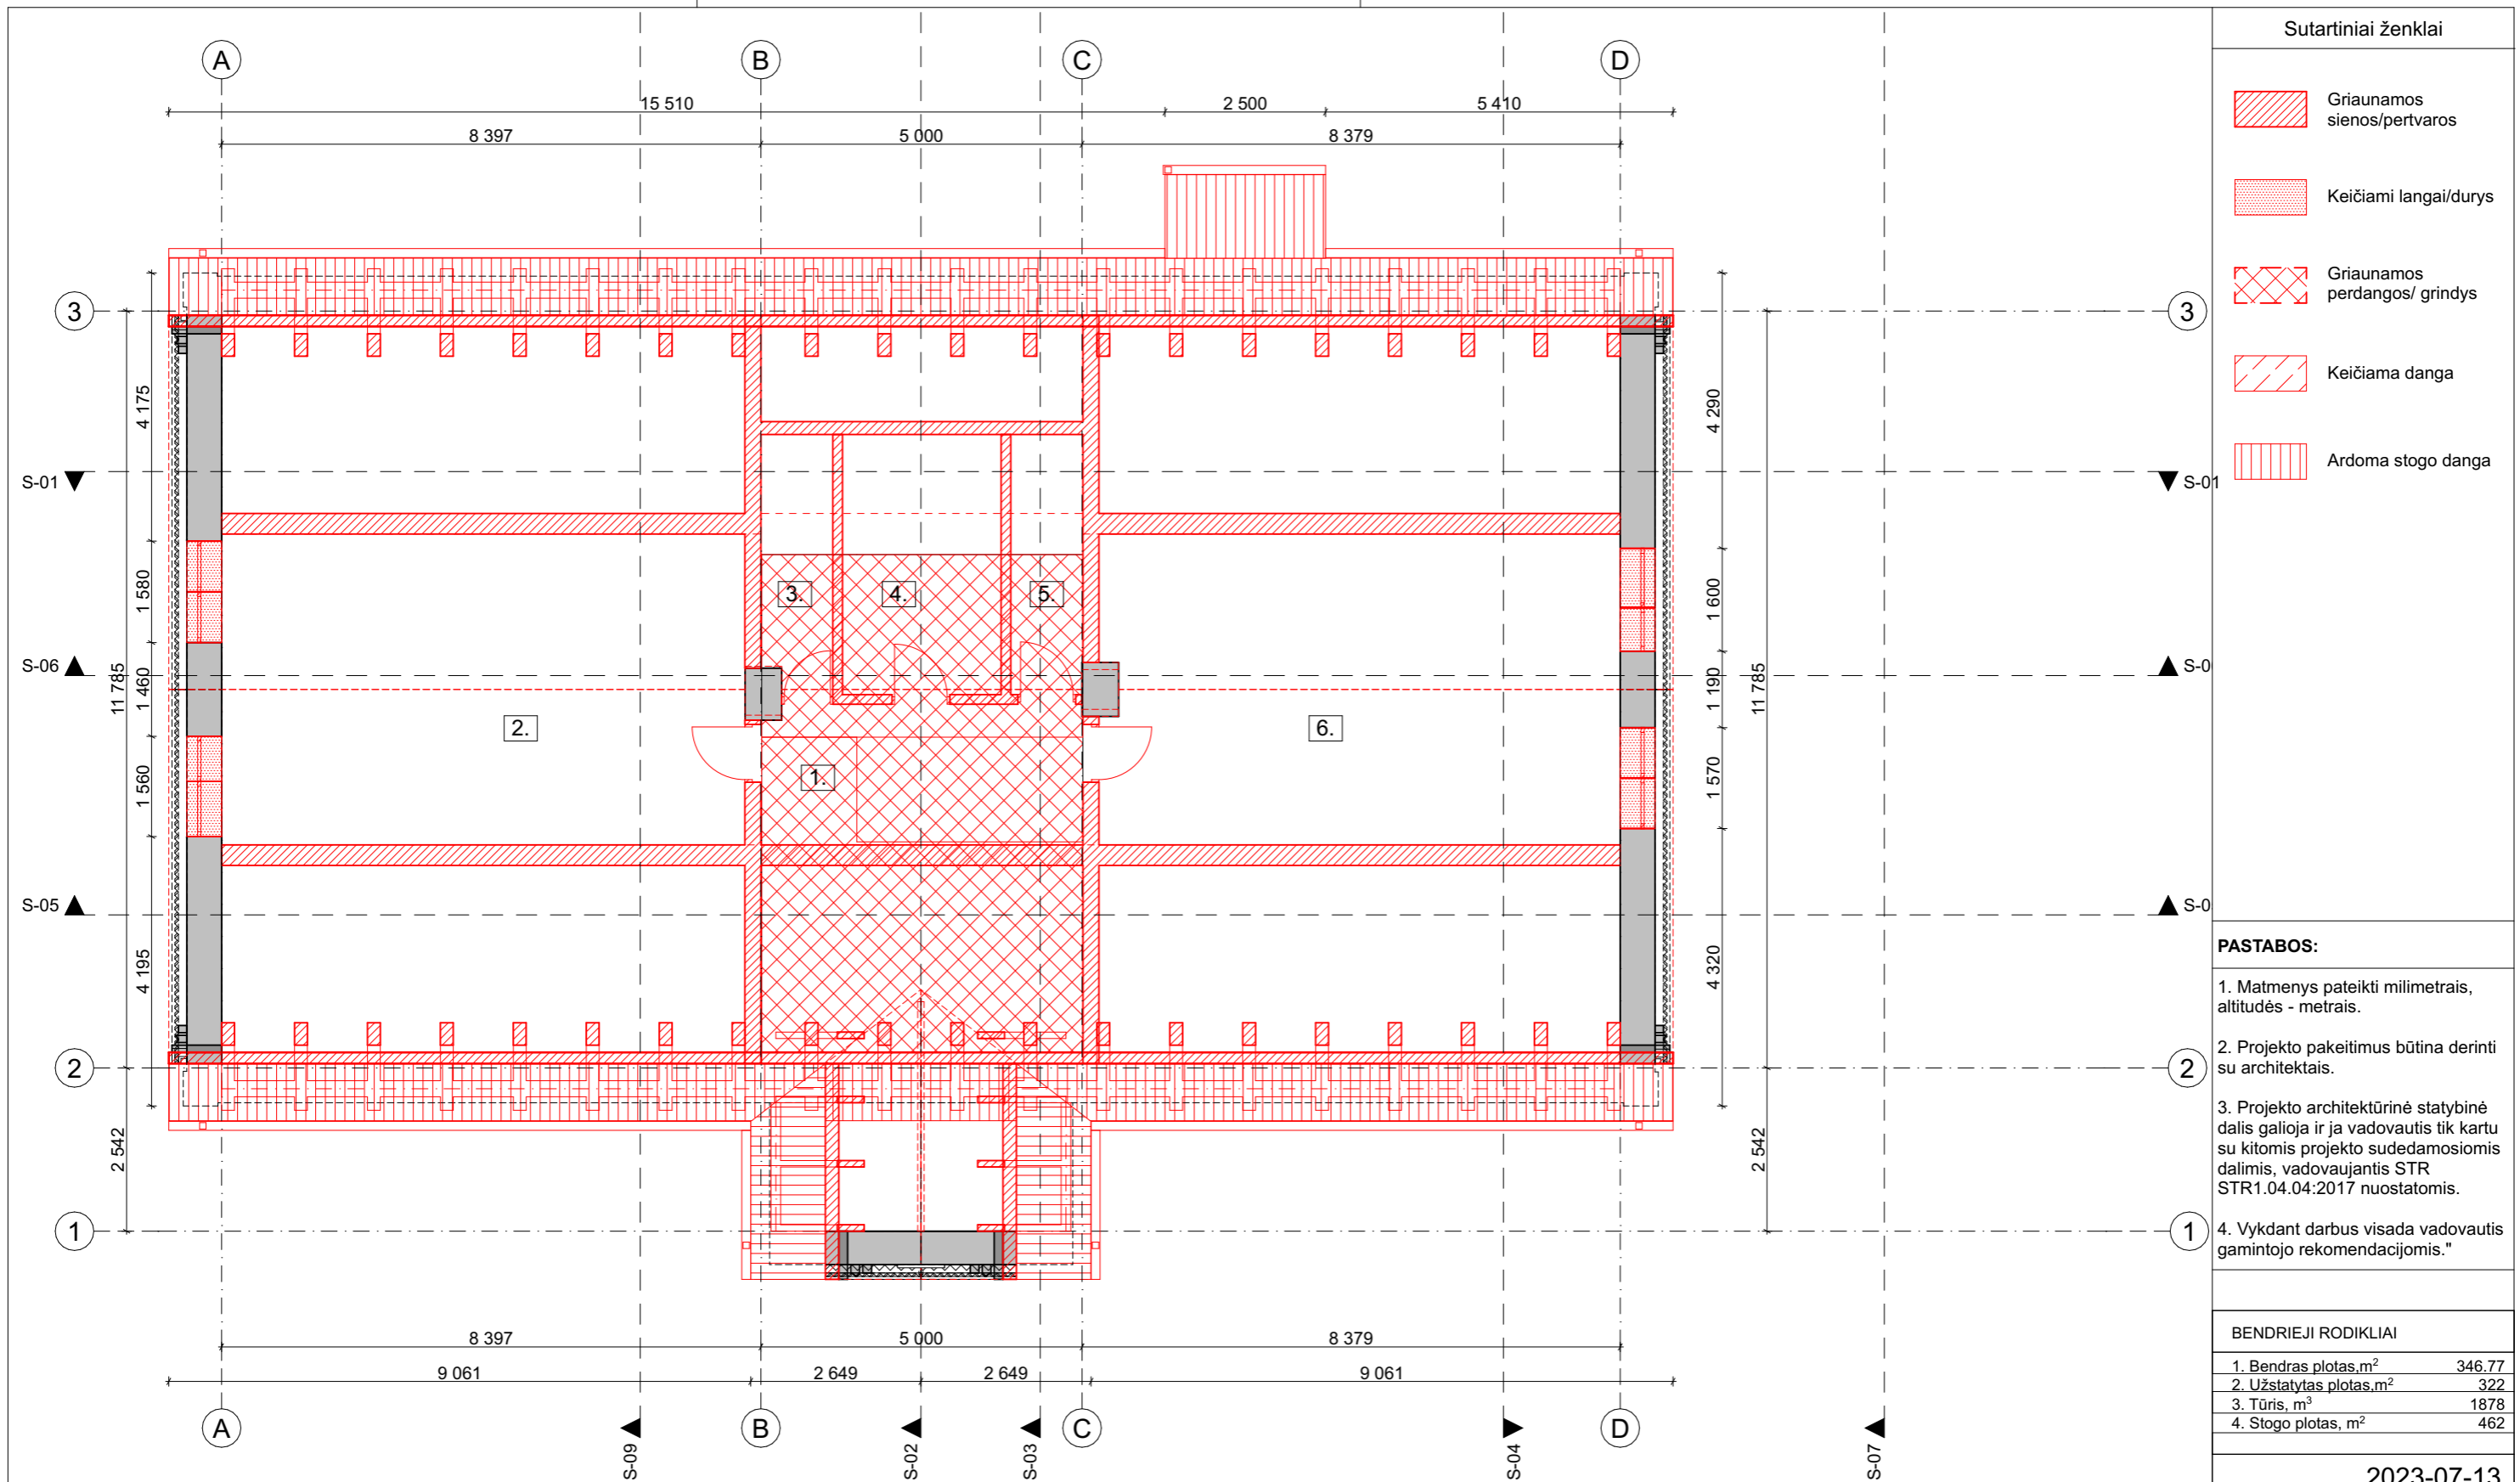 A
B
C
D
15 510
2 500
5 410
8 397
5 000
8 379
3
3
4 175
4 290
S-01
S-01
1 580
1 600
3.
4.
5.
S-06
S-0
11 785
1 460
1 190
11 785
2.
6.
1.
1 560
1 570
S-05
S-0
4 195
4 320
2
2
2 542
2 542
1
1
8 397
5 000
8 379
9 061
2 649
2 649
9 061
A
B
C
D
S-09
S-02
S-03
S-04
S-07
Sutartiniai ženklai
Griaunamos
sienos/pertvaros
Keičiami langai/durys
Griaunamos
perdangos/ grindys
Keičiama danga
Ardoma stogo danga
PASTABOS:
1. Matmenys pateikti milimetrais,
altitudės - metrais.
2. Projekto pakeitimus būtina derinti
su architektais.
3. Projekto architektūrinė statybinė
dalis galioja ir ja vadovautis tik kartu
su kitomis projekto sudedamosiomis
dalimis, vadovaujantis STR
STR1.04.04:2017 nuostatomis.
4. Vykdant darbus visada vadovautis
gamintojo rekomendacijomis."
BENDRIEJI RODIKLIAI
1. Bendras plotas,m² 346.77
2. Užstatytas plotas,m² 322
3. Tūris, m³ 1878
4. Stogo plotas, m² 462
2023-07-13